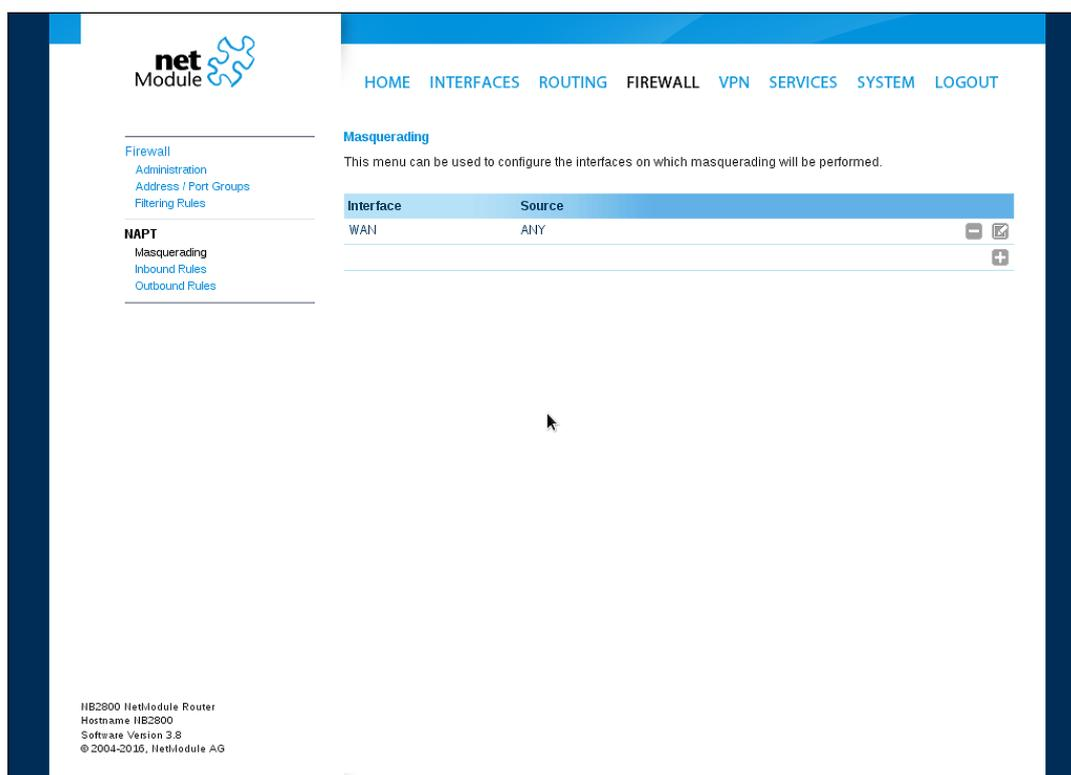 net
Module
HOME INTERFACES ROUTING FIREWALL VPN SERVICES SYSTEM LOGOUT
Firewall
Administration
Address / Port Groups
Filtering Rules
NAPT
Masquerading
Inbound Rules
Outbound Rules
Masquerading
This menu can be used to configure the interfaces on which masquerading will be performed.
Interface Source
WAN ANY
NB2800 NetModule Router
Hostname NB2800
Software Version 3.8
© 2004-2016, NetModule AG